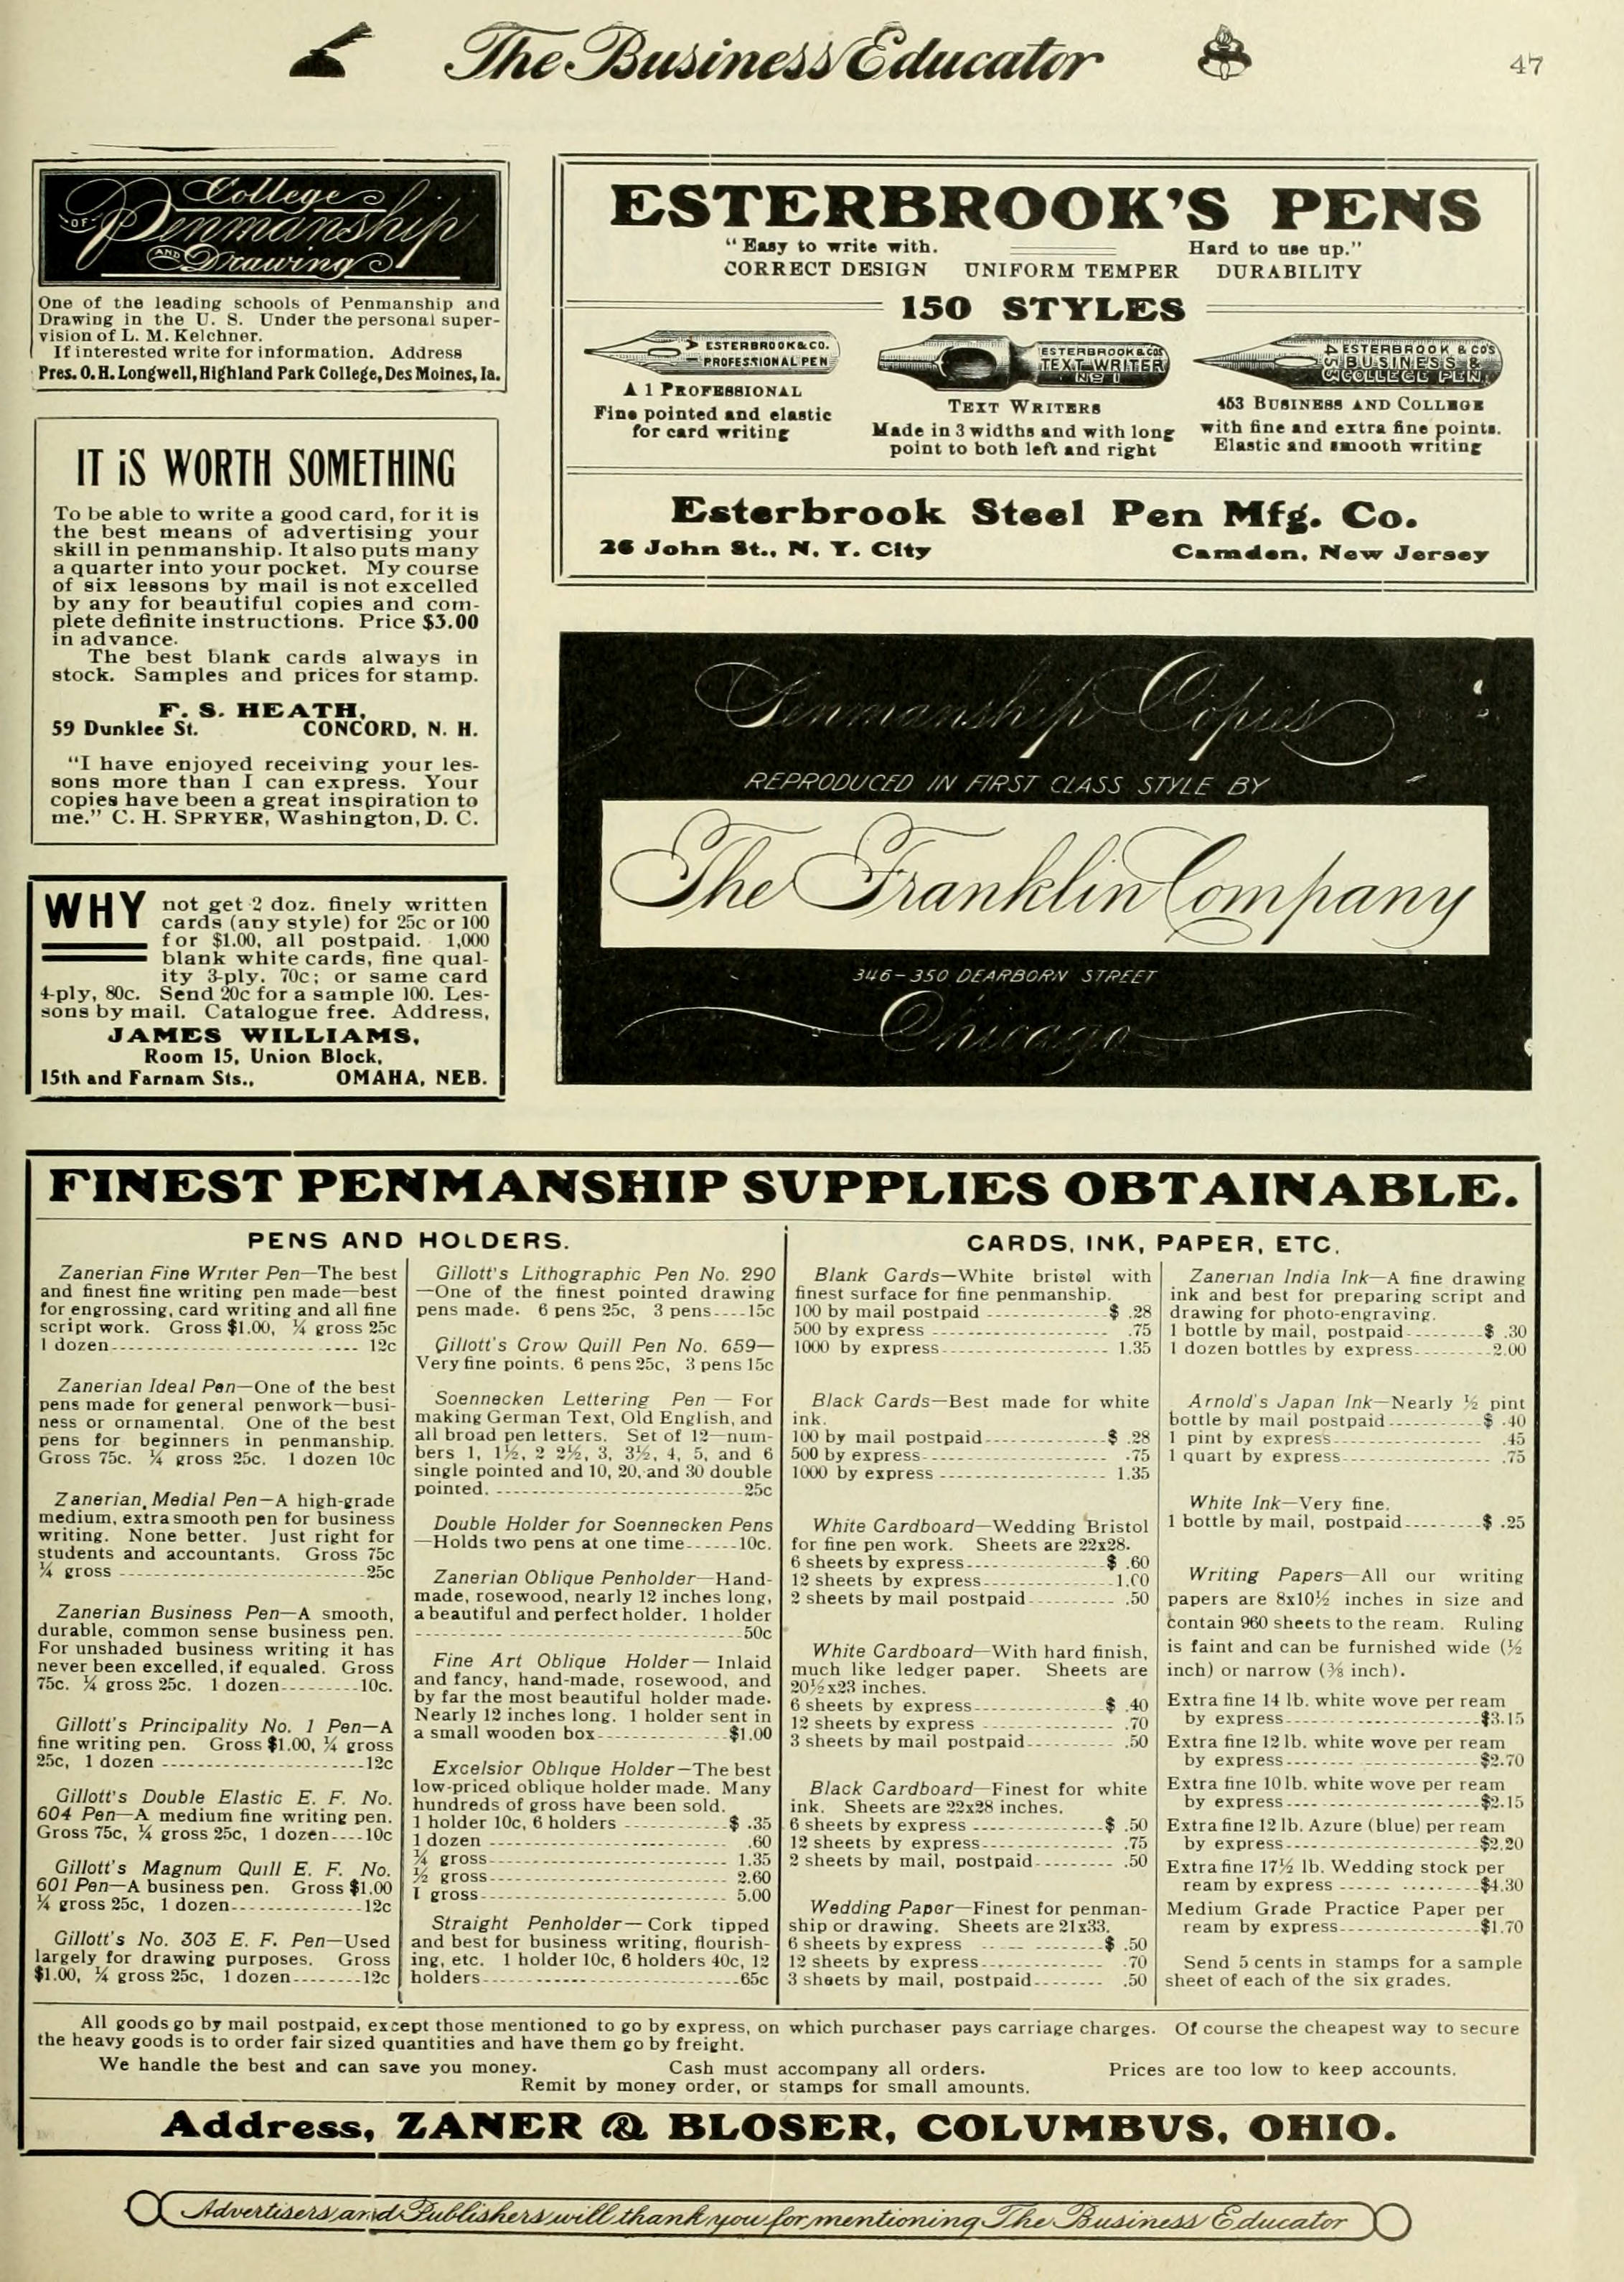 The Business Educator
47
College
OF Penmanship
AND Drawing
One of the leading schools of Penmanship and
Drawing in the U. S. Under the personal super-
vision of L. M. Kelchner.
If interested write for information. Address
Pres. O. H. Longwell, Highland Park College, Des Moines, Ia.
IT iS WORTH SOMETHING
To be able to write a good card, for it is
the best means of advertising your
skill in penmanship. It also puts many
a quarter into your pocket. My course
of six lessons by mail is not excelled
by any for beautiful copies and com-
plete definite instructions. Price $3.00
in advance.
The best blank cards always in
stock. Samples and prices for stamp.
F. S. HEATH,
59 Dunklee St. CONCORD, N. H.
"I have enjoyed receiving your les-
sons more than I can express. Your
copies have been a great inspiration to
me." C. H. SPRYER, Washington, D. C.
WHY not get 2 doz. finely written
cards (any style) for 25c or 100
for $1.00, all postpaid. 1,000
blank white cards, fine qual-
ity 3-ply. 70c; or same card
4-ply, 80c. Send 20c for a sample 100. Les-
sons by mail. Catalogue free. Address,
JAMES WILLIAMS,
Room 15, Union Block,
15th and Farnam Sts., OMAHA, NEB.
ESTERBROOK'S PENS
"Easy to write with. Hard to use up."
CORRECT DESIGN UNIFORM TEMPER DURABILITY
150 STYLES
ESTERBROOK & CO.
PROFESSIONAL PEN
A 1 PROFESSIONAL
Fine pointed and elastic
for card writing
ESTERBROOK & COS
TEXT WRITER
No 1
TEXT WRITERS
Made in 3 widths and with long
point to both left and right
453
ESTERBROOK & CO'S
BUSINESS &
COLLEGE PEN
453 BUSINESS AND COLLEGE
with fine and extra fine points.
Elastic and smooth writing
Esterbrook Steel Pen Mfg. Co.
26 John St., N. Y. City Camden, New Jersey
Penmanship Copies
REPRODUCED IN FIRST CLASS STYLE BY
The Franklin Company
346-350 DEARBORN STREET
Chicago
FINEST PENMANSHIP SUPPLIES OBTAINABLE.
PENS AND HOLDERS.
Zanerian Fine Writer Pen—The best
and finest fine writing pen made—best
for engrossing, card writing and all fine
script work. Gross $1.00, ¼ gross 25c
1 dozen 12c
Zanerian Ideal Pen—One of the best
pens made for general penwork—busi-
ness or ornamental. One of the best
pens for beginners in penmanship.
Gross 75c. ¼ gross 25c. 1 dozen 10c
Zanerian Medial Pen—A high-grade
medium, extra smooth pen for business
writing. None better. Just right for
students and accountants. Gross 75c
¼ gross 25c
Zanerian Business Pen—A smooth,
durable, common sense business pen.
For unshaded business writing it has
never been excelled, if equaled. Gross
75c. ¼ gross 25c. 1 dozen 10c.
Gillott's Principality No. 1 Pen—A
fine writing pen. Gross $1.00, ¼ gross
25c, 1 dozen 12c
Gillott's Double Elastic E. F. No.
604 Pen—A medium fine writing pen.
Gross 75c, ¼ gross 25c, 1 dozen 10c
Gillott's Magnum Quill E. F. No.
601 Pen—A business pen. Gross $1.00
¼ gross 25c, 1 dozen 12c
Gillott's No. 303 E. F. Pen—Used
largely for drawing purposes. Gross
$1.00, ¼ gross 25c, 1 dozen 12c
Gillott's Lithographic Pen No. 290
—One of the finest pointed drawing
pens made. 6 pens 25c, 3 pens 15c
Gillott's Crow Quill Pen No. 659—
Very fine points. 6 pens 25c, 3 pens 15c
Soennecken Lettering Pen — For
making German Text, Old English, and
all broad pen letters. Set of 12—num-
bers 1, 1½, 2 2½, 3, 3½, 4, 5, and 6
single pointed and 10, 20, and 30 double
pointed. 25c
Double Holder for Soennecken Pens
—Holds two pens at one time 10c.
Zanerian Oblique Penholder—Hand-
made, rosewood, nearly 12 inches long,
a beautiful and perfect holder. 1 holder
50c
Fine Art Oblique Holder— Inlaid
and fancy, hand-made, rosewood, and
by far the most beautiful holder made.
Nearly 12 inches long. 1 holder sent in
a small wooden box $1.00
Excelsior Oblique Holder—The best
low-priced oblique holder made. Many
hundreds of gross have been sold.
1 holder 10c, 6 holders $ .35
1 dozen .60
¼ gross 1.35
½ gross 2.60
1 gross 5.00
Straight Penholder— Cork tipped
and best for business writing, flourish-
ing, etc. 1 holder 10c, 6 holders 40c, 12
holders 65c
CARDS, INK, PAPER, ETC.
Blank Cards—White bristol with
finest surface for fine penmanship.
100 by mail postpaid $ .28
500 by express .75
1000 by express 1.35
Black Cards—Best made for white
ink.
100 by mail postpaid $ .28
500 by express .75
1000 by express 1.35
White Cardboard—Wedding Bristol
for fine pen work. Sheets are 22x28.
6 sheets by express $ .60
12 sheets by express 1.00
2 sheets by mail postpaid .50
White Cardboard—With hard finish,
much like ledger paper. Sheets are
20½x23 inches.
6 sheets by express $ .40
12 sheets by express .70
3 sheets by mail postpaid .50
Black Cardboard—Finest for white
ink. Sheets are 22x28 inches.
6 sheets by express $ .50
12 sheets by express .75
2 sheets by mail, postpaid .50
Wedding Paper—Finest for penman-
ship or drawing. Sheets are 21x33.
6 sheets by express $ .50
12 sheets by express .70
3 sheets by mail, postpaid .50
Zanerian India Ink—A fine drawing
ink and best for preparing script and
drawing for photo-engraving.
1 bottle by mail, postpaid $ .30
1 dozen bottles by express 2.00
Arnold's Japan Ink—Nearly ½ pint
bottle by mail postpaid $ .40
1 pint by express .45
1 quart by express .75
White Ink—Very fine.
1 bottle by mail, postpaid $ .25
Writing Papers—All our writing
papers are 8x10½ inches in size and
contain 960 sheets to the ream. Ruling
is faint and can be furnished wide (½
inch) or narrow (⅜ inch).
Extra fine 14 lb. white wove per ream
by express $3.15
Extra fine 12 lb. white wove per ream
by express $2.70
Extra fine 10 lb. white wove per ream
by express $2.15
Extra fine 12 lb. Azure (blue) per ream
by express $2.20
Extra fine 17½ lb. Wedding stock per
ream by express $4.30
Medium Grade Practice Paper per
ream by express $1.70
Send 5 cents in stamps for a sample
sheet of each of the six grades.
All goods go by mail postpaid, except those mentioned to go by express, on which purchaser pays carriage charges. Of course the cheapest way to secure
the heavy goods is to order fair sized quantities and have them go by freight.
We handle the best and can save you money. Cash must accompany all orders. Prices are too low to keep accounts.
Remit by money order, or stamps for small amounts.
Address, ZANER & BLOSER, COLUMBUS, OHIO.
Advertisers and Publishers will thank you for mentioning The Business Educator